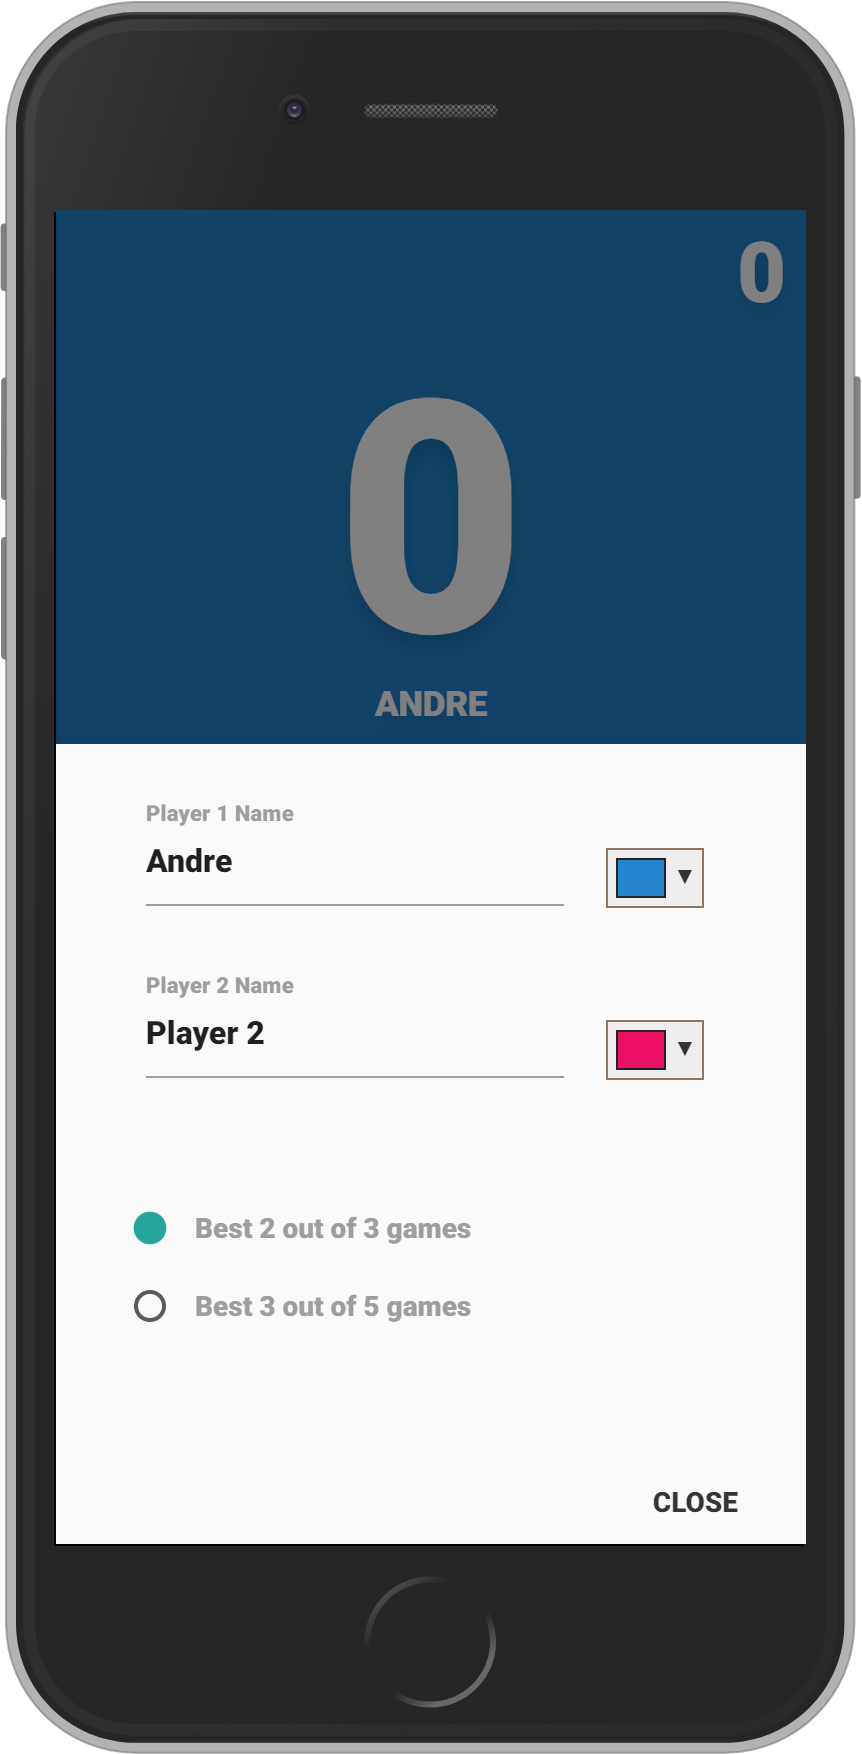 0
0
ANDRE
Player 1 Name
Andre
▼
Player 2 Name
Player 2
▼
Best 2 out of 3 games
Best 3 out of 5 games
CLOSE